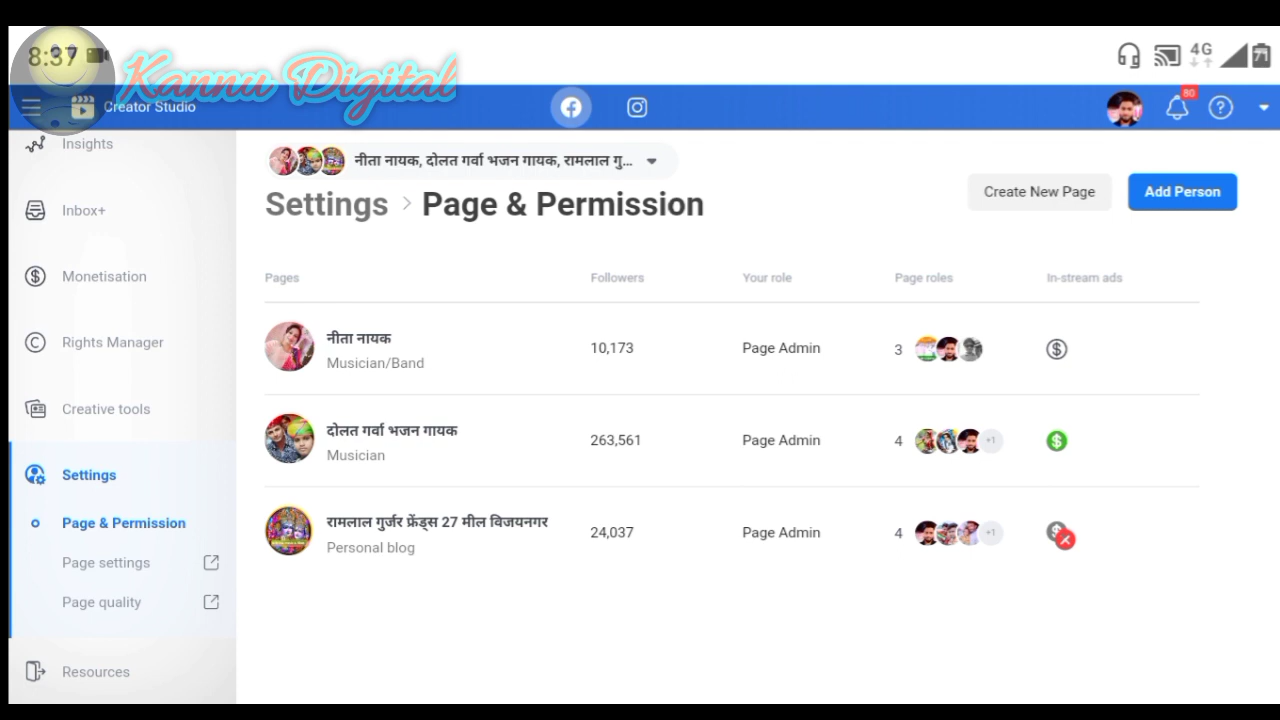 8:37
4G
71
Kannu Digital
Creator Studio
80
Insights
Inbox+
Monetisation
Rights Manager
Creative tools
Settings
Page & Permission
Page settings
Page quality
Resources
नीता नायक, दोलत गर्वा भजन गायक, रामलाल गु...
Settings > Page & Permission
Create New Page
Add Person
Pages Followers Your role Page roles In-stream ads
नीता नायक
Musician/Band
10,173 Page Admin 3
दोलत गर्वा भजन गायक
Musician
263,561 Page Admin 4 +1
रामलाल गुर्जर फ्रेंड्स 27 मील विजयनगर
Personal blog
24,037 Page Admin 4 +1